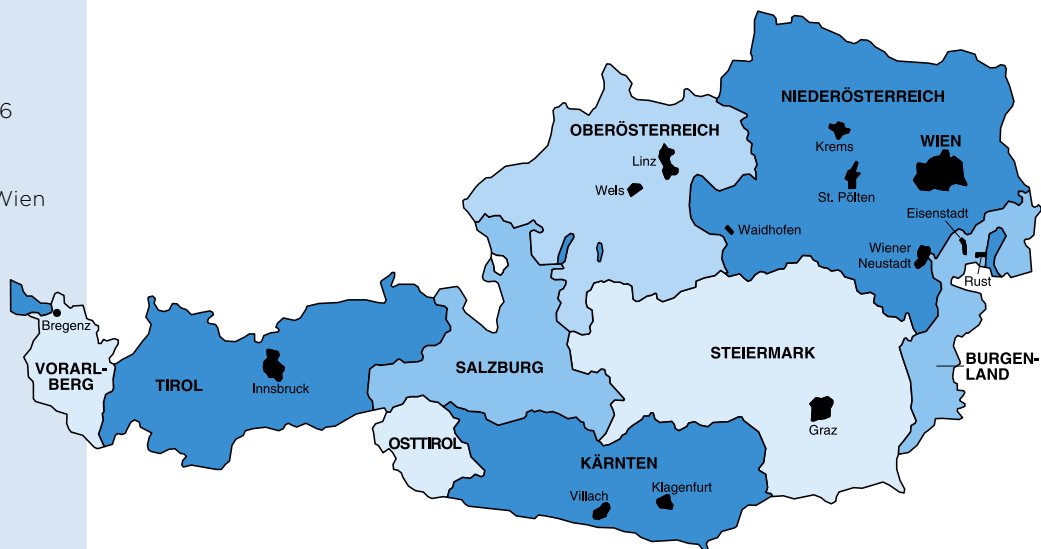 6
Wien
NIEDERÖSTERREICH
OBERÖSTERREICH
Krems
WIEN
Linz
Wels
St. Pölten
Eisenstadt
Waidhofen
Wiener
Neustadt
Rust
Bregenz
VORARL-
BERG
TIROL
Innsbruck
SALZBURG
STEIERMARK
BURGEN-
LAND
Graz
OSTTIROL
KÄRNTEN
Villach
Klagenfurt